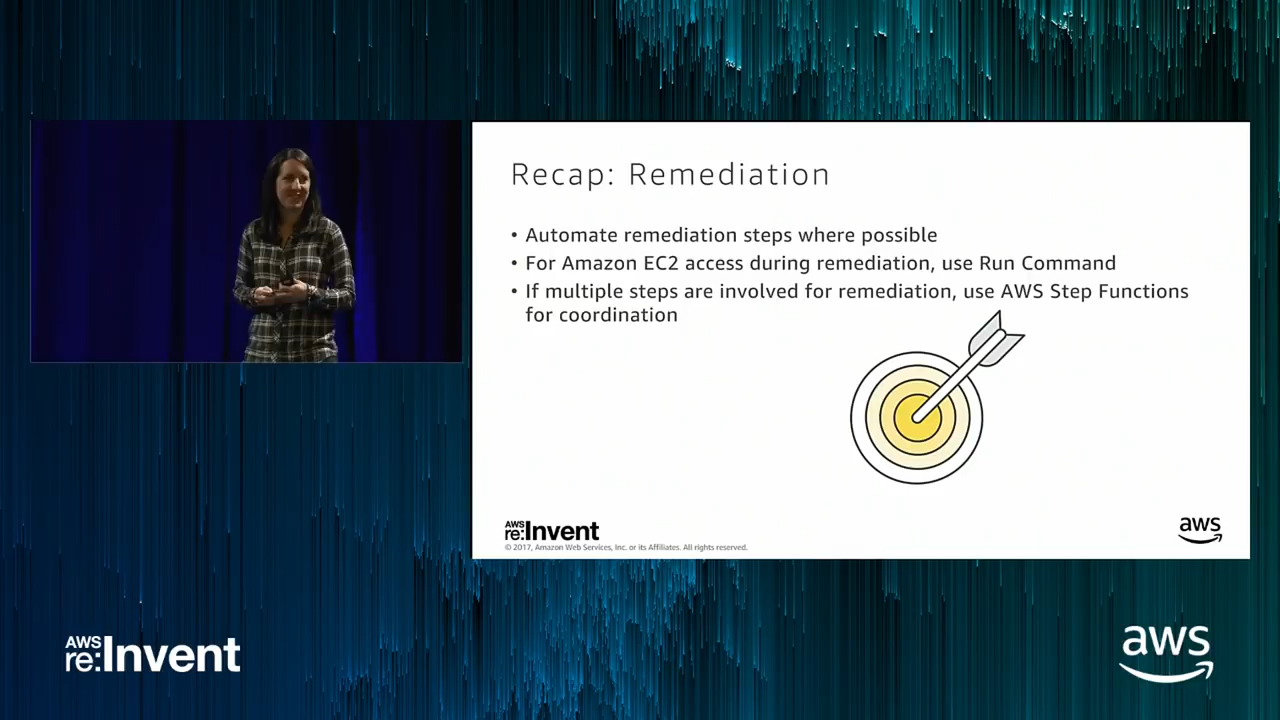 Recap: Remediation
• Automate remediation steps where possible
• For Amazon EC2 access during remediation, use Run Command
• If multiple steps are involved for remediation, use AWS Step Functions
for coordination
AWS
re:Invent
© 2017, Amazon Web Services, Inc. or its Affiliates. All rights reserved.
aws
AWS
re:Invent
aws